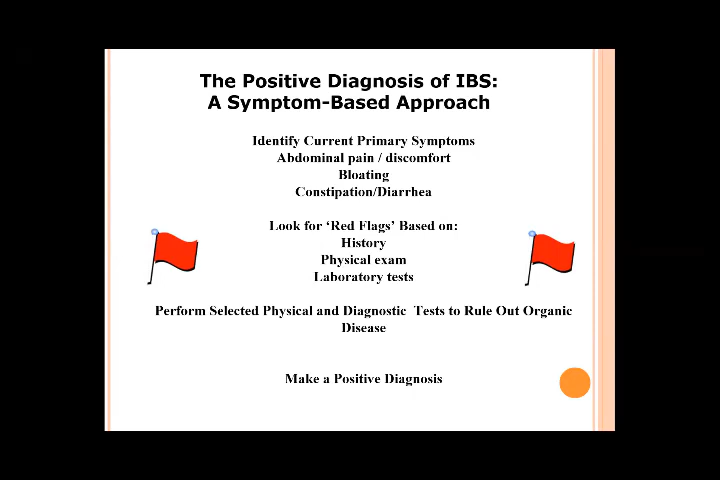 The Positive Diagnosis of IBS:
A Symptom-Based Approach
Identify Current Primary Symptoms
Abdominal pain / discomfort
Bloating
Constipation/Diarrhea
Look for ‘Red Flags’ Based on:
History
Physical exam
Laboratory tests
Perform Selected Physical and Diagnostic Tests to Rule Out Organic
Disease
Make a Positive Diagnosis